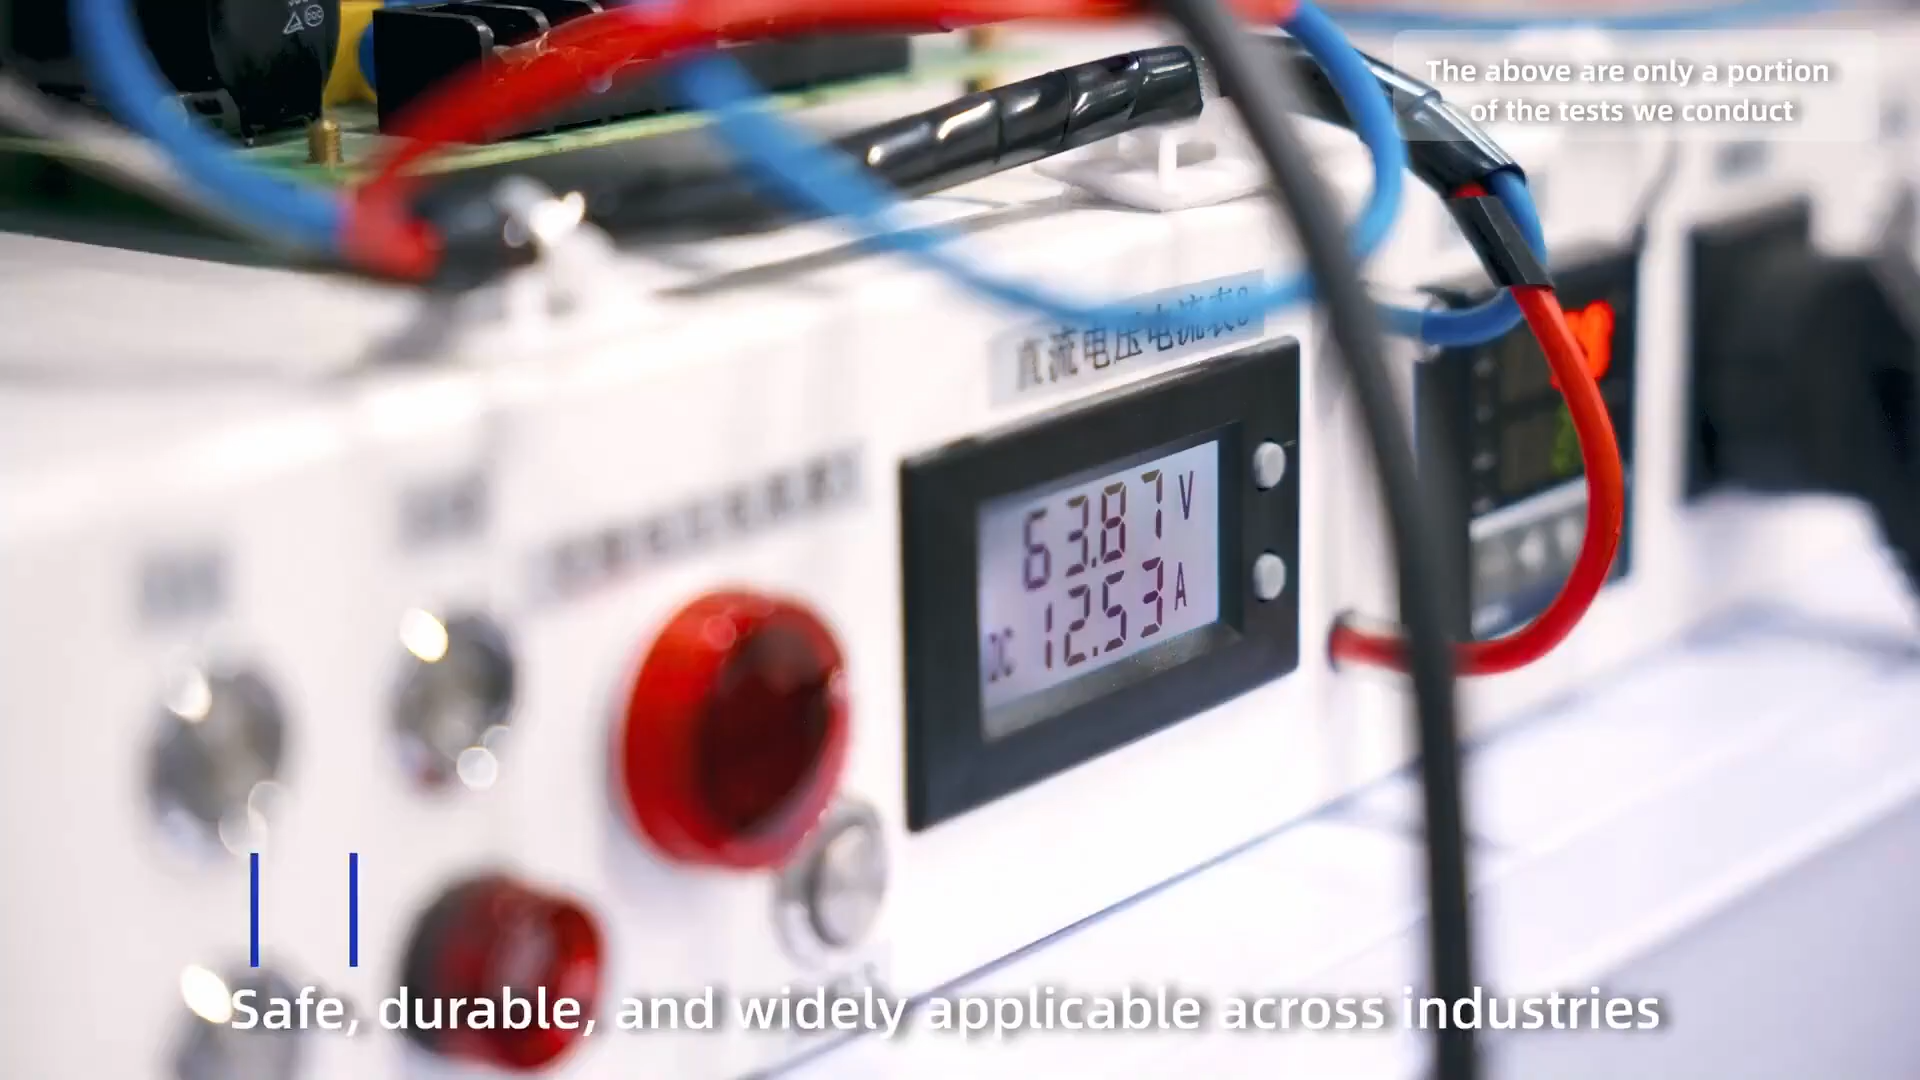 The above are only a portion
of the tests we conduct
直流电压电流表8
63.87 V
DC 12.53 A
Safe, durable, and widely applicable across industries